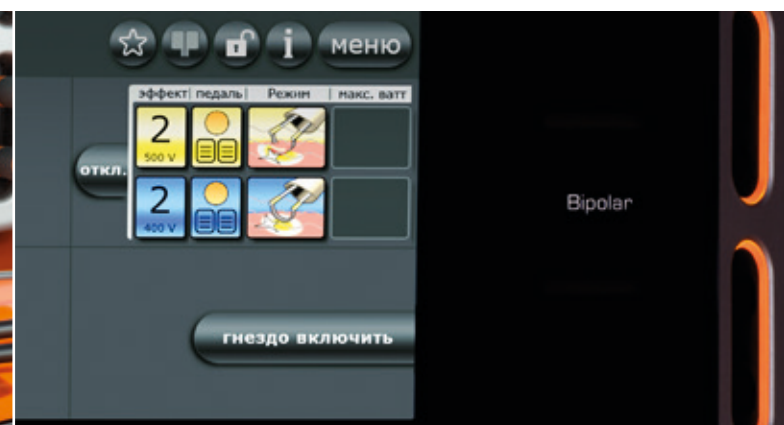 i меню
эффект педаль Режим макс. ватт
2
500 V
откл.
2
400 V
Bipolar
гнездо включить